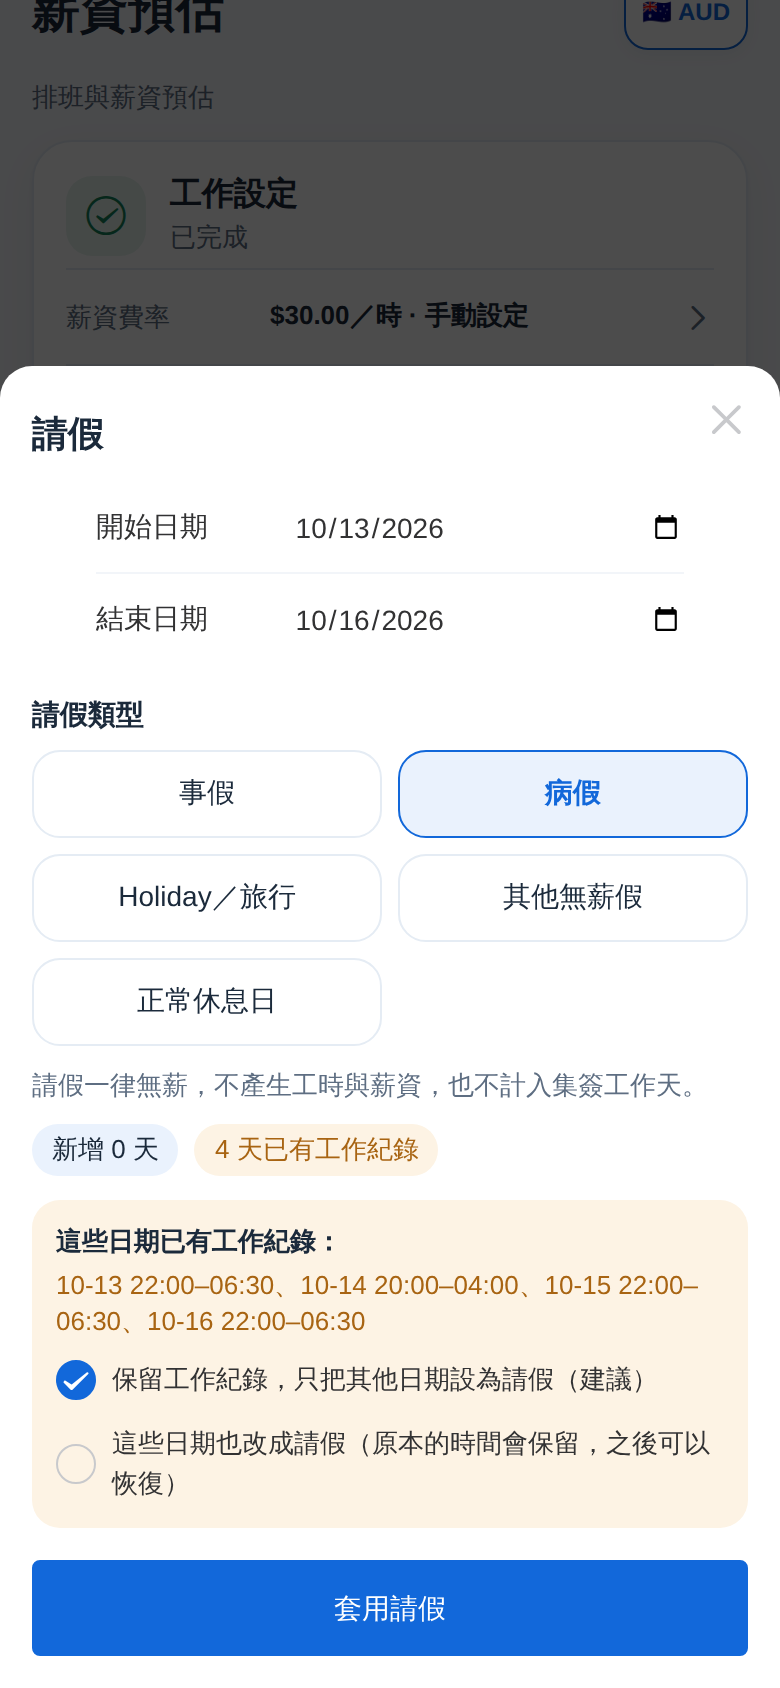 薪資預估
🇦🇺 AUD
排班與薪資預估
工作設定
已完成
薪資費率
$30.00／時 · 手動設定
請假
開始日期
10/13/2026
結束日期
10/16/2026
請假類型
事假
病假
Holiday／旅行
其他無薪假
正常休息日
請假一律無薪，不產生工時與薪資，也不計入集簽工作天。
新增 0 天
4 天已有工作紀錄
這些日期已有工作紀錄：
10-13 22:00–06:30、10-14 20:00–04:00、10-15 22:00–
06:30、10-16 22:00–06:30
保留工作紀錄，只把其他日期設為請假（建議）
這些日期也改成請假（原本的時間會保留，之後可以
恢復）
套用請假